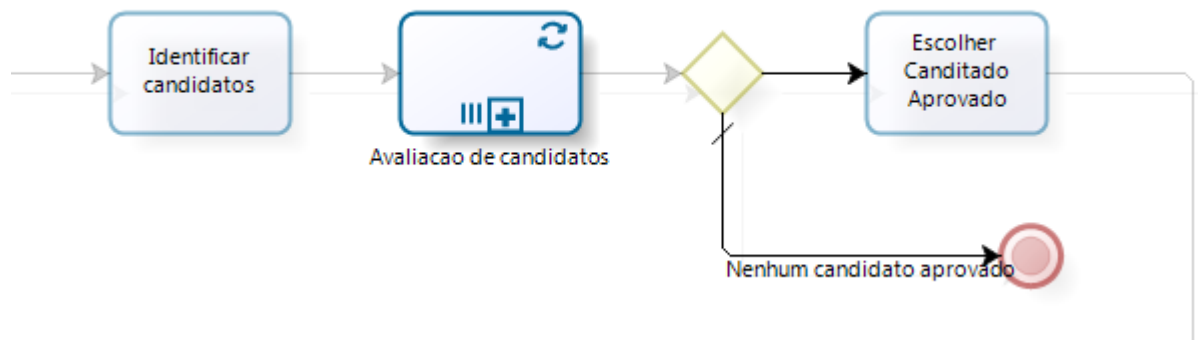 Identificar
candidatos
Avaliacao de candidatos
Escolher
Canditado
Aprovado
Nenhum candidato aprovado